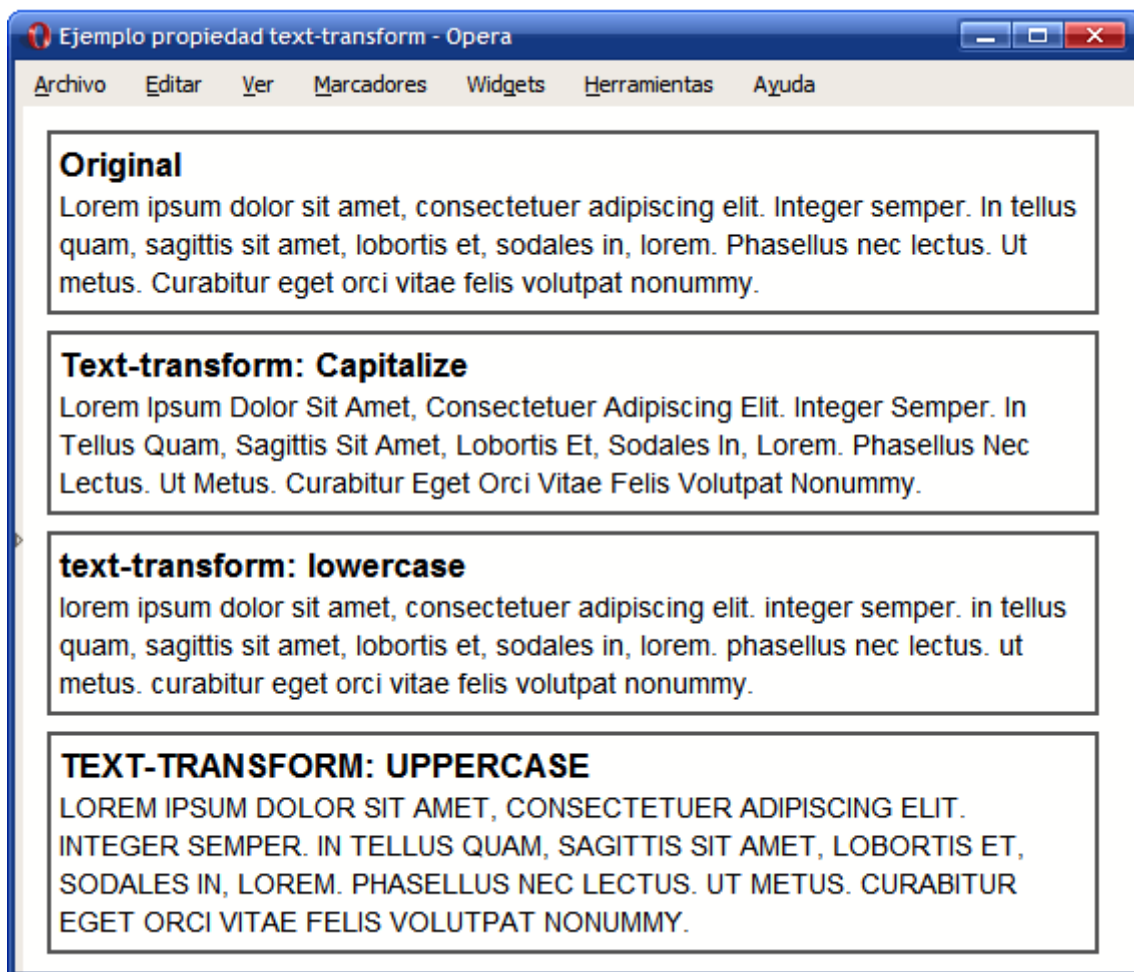 Ejemplo propiedad text-transform - Opera
Archivo Editar Ver Marcadores Widgets Herramientas Ayuda
Original
Lorem ipsum dolor sit amet, consectetuer adipiscing elit. Integer semper. In tellus
quam, sagittis sit amet, lobortis et, sodales in, lorem. Phasellus nec lectus. Ut
metus. Curabitur eget orci vitae felis volutpat nonummy.
Text-transform: Capitalize
Lorem Ipsum Dolor Sit Amet, Consectetuer Adipiscing Elit. Integer Semper. In
Tellus Quam, Sagittis Sit Amet, Lobortis Et, Sodales In, Lorem. Phasellus Nec
Lectus. Ut Metus. Curabitur Eget Orci Vitae Felis Volutpat Nonummy.
text-transform: lowercase
lorem ipsum dolor sit amet, consectetuer adipiscing elit. integer semper. in tellus
quam, sagittis sit amet, lobortis et, sodales in, lorem. phasellus nec lectus. ut
metus. curabitur eget orci vitae felis volutpat nonummy.
TEXT-TRANSFORM: UPPERCASE
LOREM IPSUM DOLOR SIT AMET, CONSECTETUER ADIPISCING ELIT.
INTEGER SEMPER. IN TELLUS QUAM, SAGITTIS SIT AMET, LOBORTIS ET,
SODALES IN, LOREM. PHASELLUS NEC LECTUS. UT METUS. CURABITUR
EGET ORCI VITAE FELIS VOLUTPAT NONUMMY.